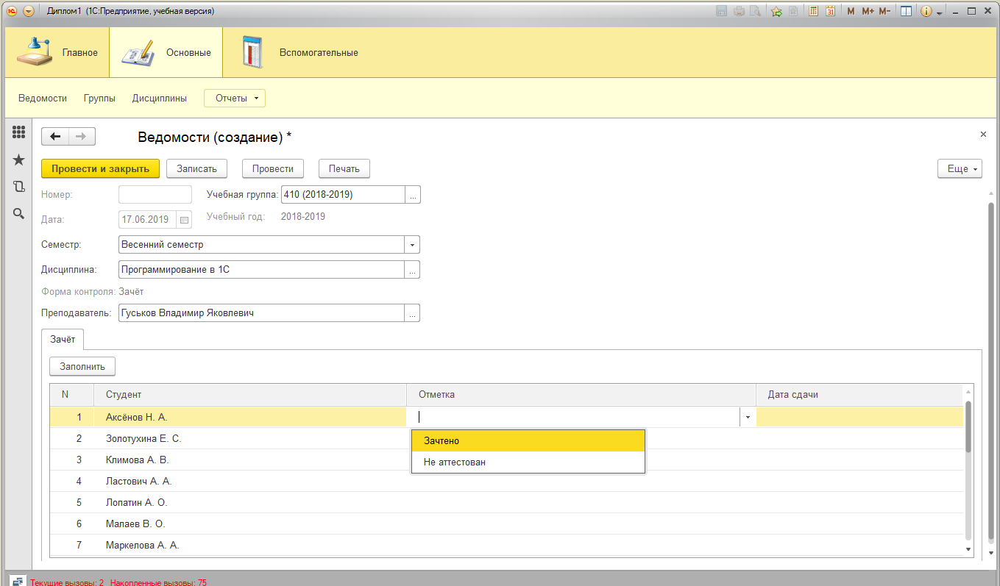 Диплом1 (1С:Предприятие, учебная версия) 31 M M+ M-
Главное Основные Вспомогательные
Ведомости Группы Дисциплины Отчеты
Ведомости (создание) *
Провести и закрыть Записать Провести Печать Еще
Номер: Учебная группа: 410 (2018-2019) ...
Дата: 17.06.2019 Учебный год: 2018-2019
Семестр: Весенний семестр
Дисциплина: Программирование в 1С ...
Форма контроля: Зачёт
Преподаватель: Гуськов Владимир Яковлевич ...
Зачёт
Заполнить
N Студент Отметка Дата сдачи
1 Аксёнов Н. А.
2 Золотухина Е. С. Зачтено
3 Климова А. В. Не аттестован
4 Ластович А. А.
5 Лопатин А. О.
6 Малаев В. О.
7 Маркелова А. А.
Текущие вызовы: 2 Накопленные вызовы: 75